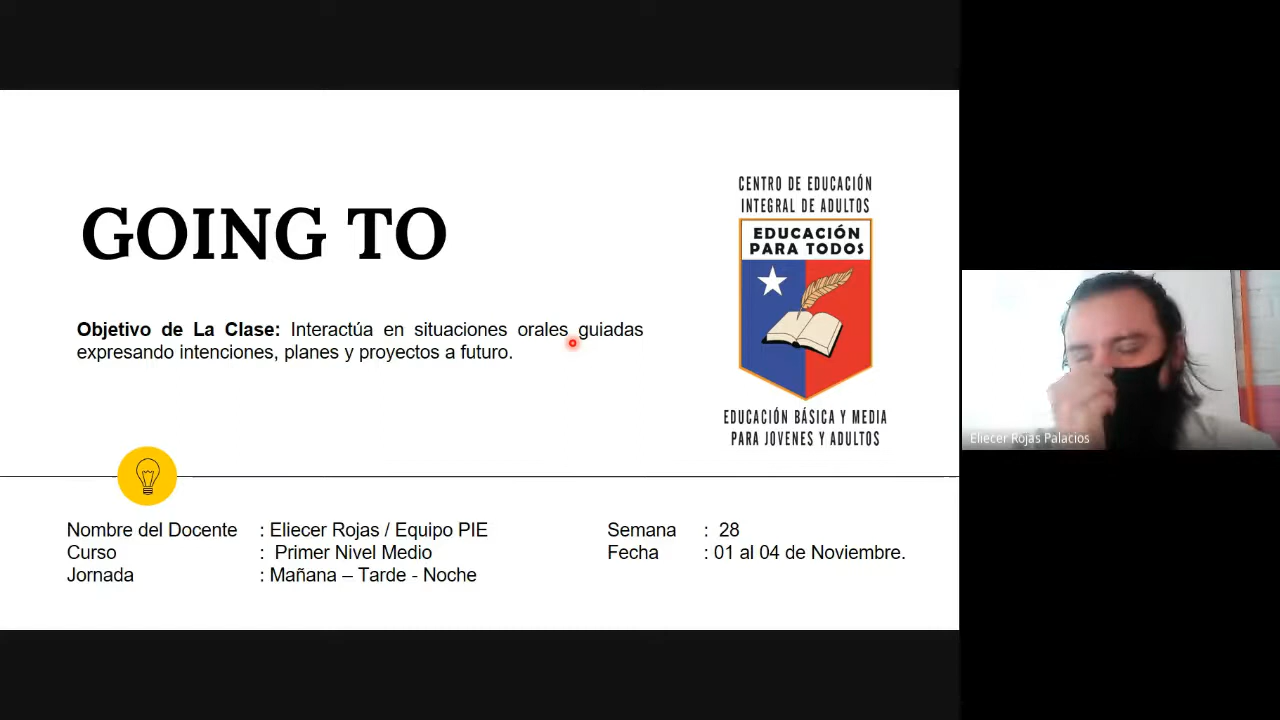 GOING TO
Objetivo de La Clase: Interactúa en situaciones orales guiadas
expresando intenciones, planes y proyectos a futuro.
CENTRO DE EDUCACIÓN
INTEGRAL DE ADULTOS
EDUCACIÓN
PARA TODOS
EDUCACIÓN BÁSICA Y MEDIA
PARA JOVENES Y ADULTOS
Nombre del Docente : Eliecer Rojas / Equipo PIE
Curso : Primer Nivel Medio
Jornada : Mañana – Tarde - Noche
Semana : 28
Fecha : 01 al 04 de Noviembre.
Eliecer Rojas Palacios